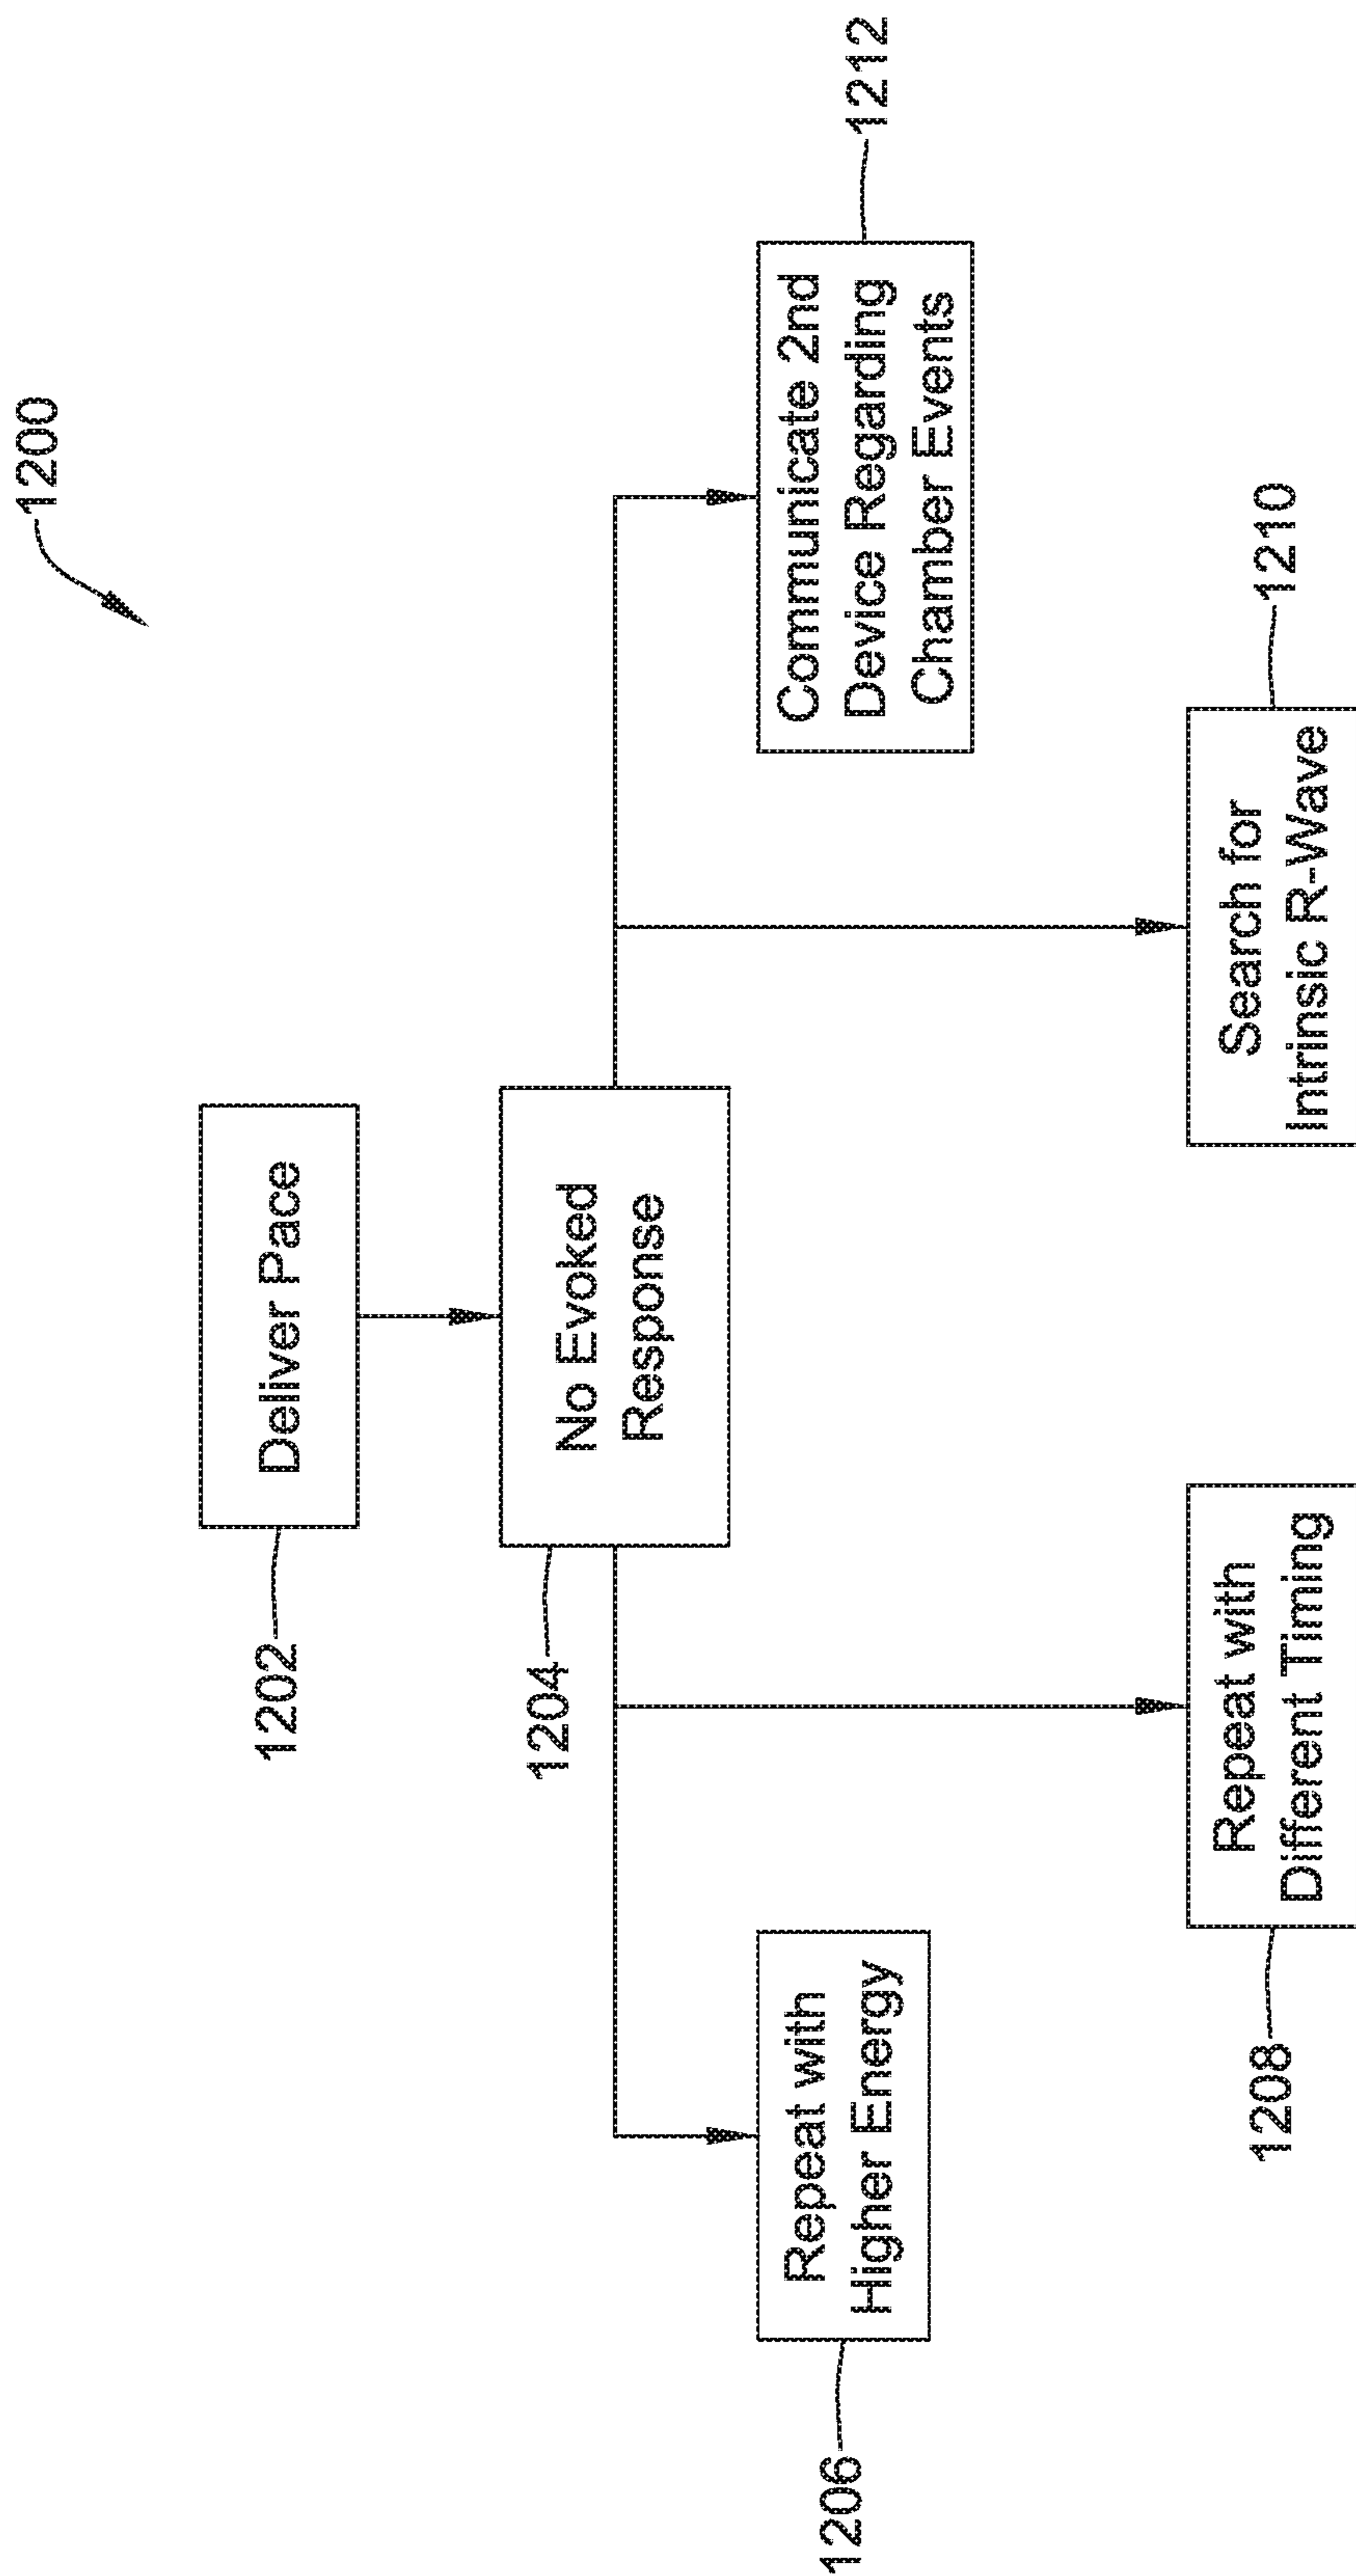 1200
1202
Deliver Pace
1204
No Evoked
Response
1206
Repeat with
Higher Energy
Communicate 2nd
Device Regarding
Chamber Events
1212
1208
Repeat with
Different Timing
Search for
Intrinsic R-Wave
1210